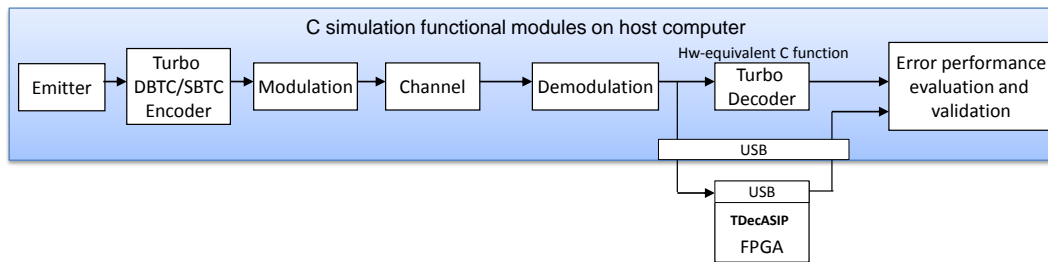 C simulation functional modules on host computer
Hw-equivalent C function
Emitter
Turbo
DBTC/SBTC
Encoder
Modulation
Channel
Demodulation
Turbo
Decoder
Error performance
evaluation and
validation
USB
USB
TDecASIP
FPGA